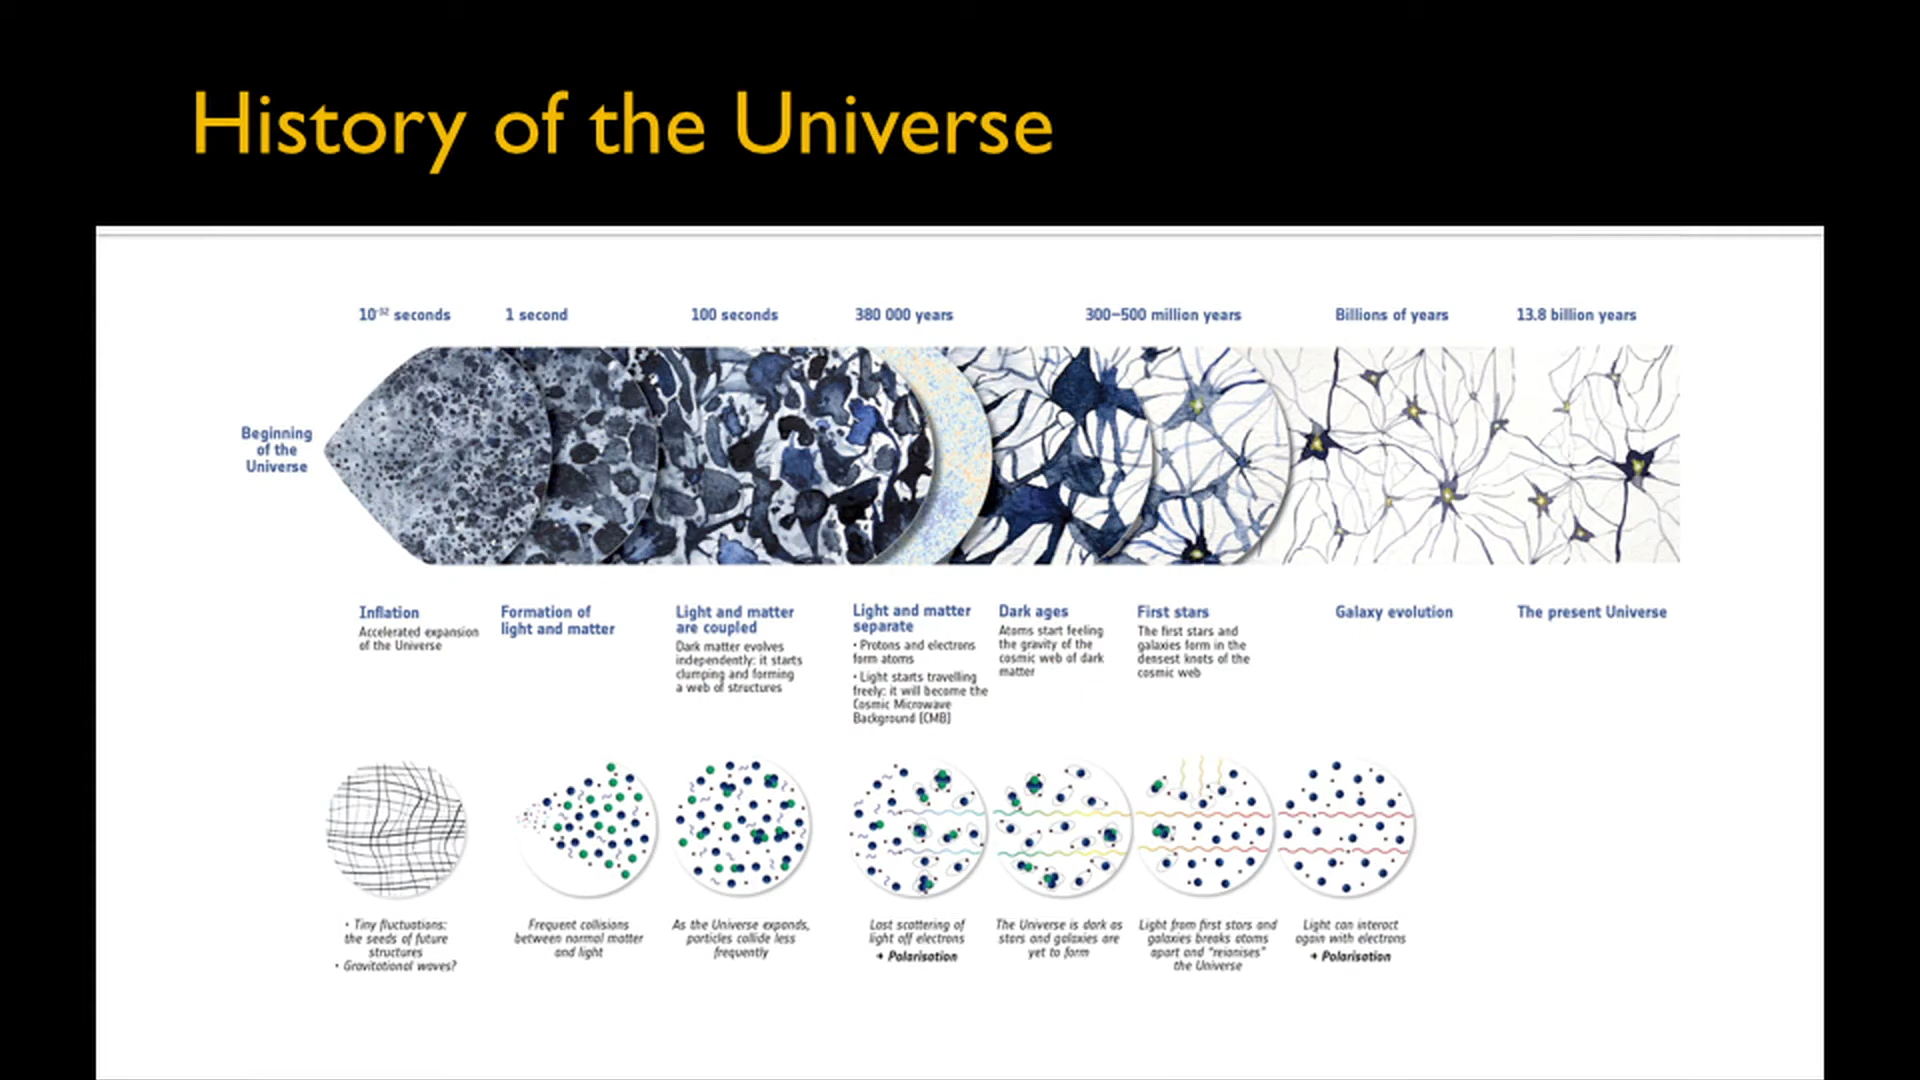 History of the Universe
10⁻³² seconds
1 second
100 seconds
380 000 years
300–500 million years
Billions of years
13.8 billion years
Beginning
of the
Universe
Inflation
Accelerated expansion
of the Universe
Formation of
light and matter
Light and matter
are coupled
Dark matter evolves
independently: it starts
clumping and forming
a web of structures
Light and matter
separate
• Protons and electrons
form atoms
• Light starts travelling
freely: it will become the
Cosmic Microwave
Background (CMB)
Dark ages
Atoms start feeling
the gravity of the
cosmic web of dark
matter
First stars
The first stars and
galaxies form in the
densest knots of the
cosmic web
Galaxy evolution
The present Universe
• Tiny fluctuations:
the seeds of future
structures
• Gravitational waves?
Frequent collisions
between normal matter
and light
As the Universe expands,
particles collide less
frequently
Last scattering of
light off electrons
→ Polarisation
The Universe is dark as
stars and galaxies are
yet to form
Light from first stars and
galaxies breaks atoms
apart and "reionises"
the Universe
Light can interact
again with electrons
→ Polarisation